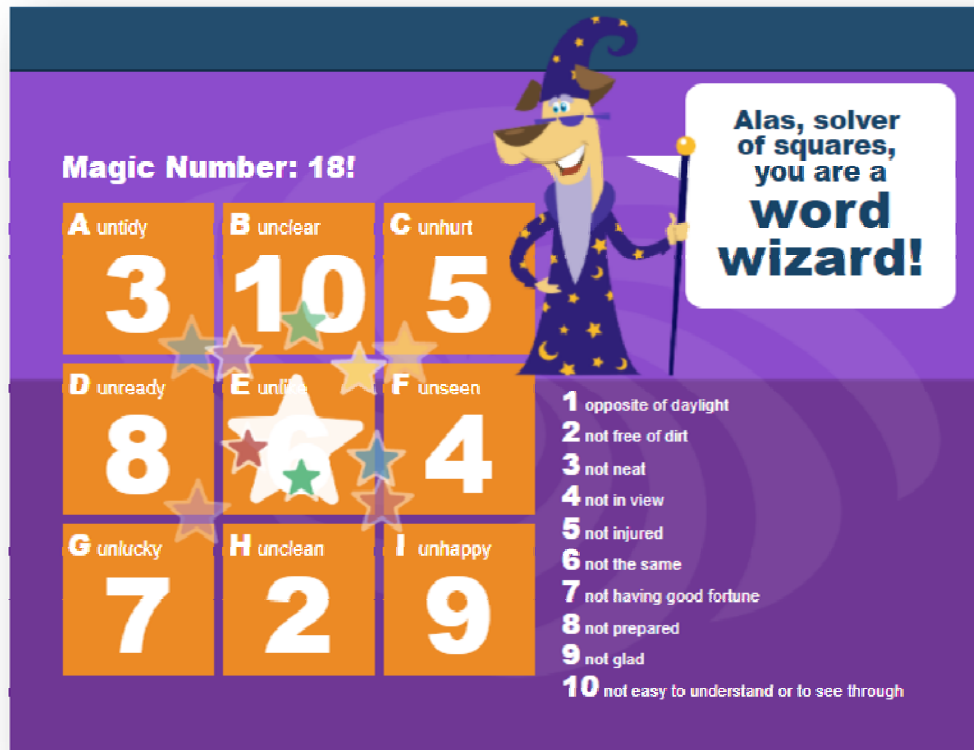 Alas, solver
of squares,
you are a
word
wizard!
Magic Number: 18!
A untidy
3
B unclear
10
C unhurt
5
D unready
8
E unlike
6
F unseen
4
G unlucky
7
H unclean
2
I unhappy
9
1 opposite of daylight
2 not free of dirt
3 not neat
4 not in view
5 not injured
6 not the same
7 not having good fortune
8 not prepared
9 not glad
10 not easy to understand or to see through